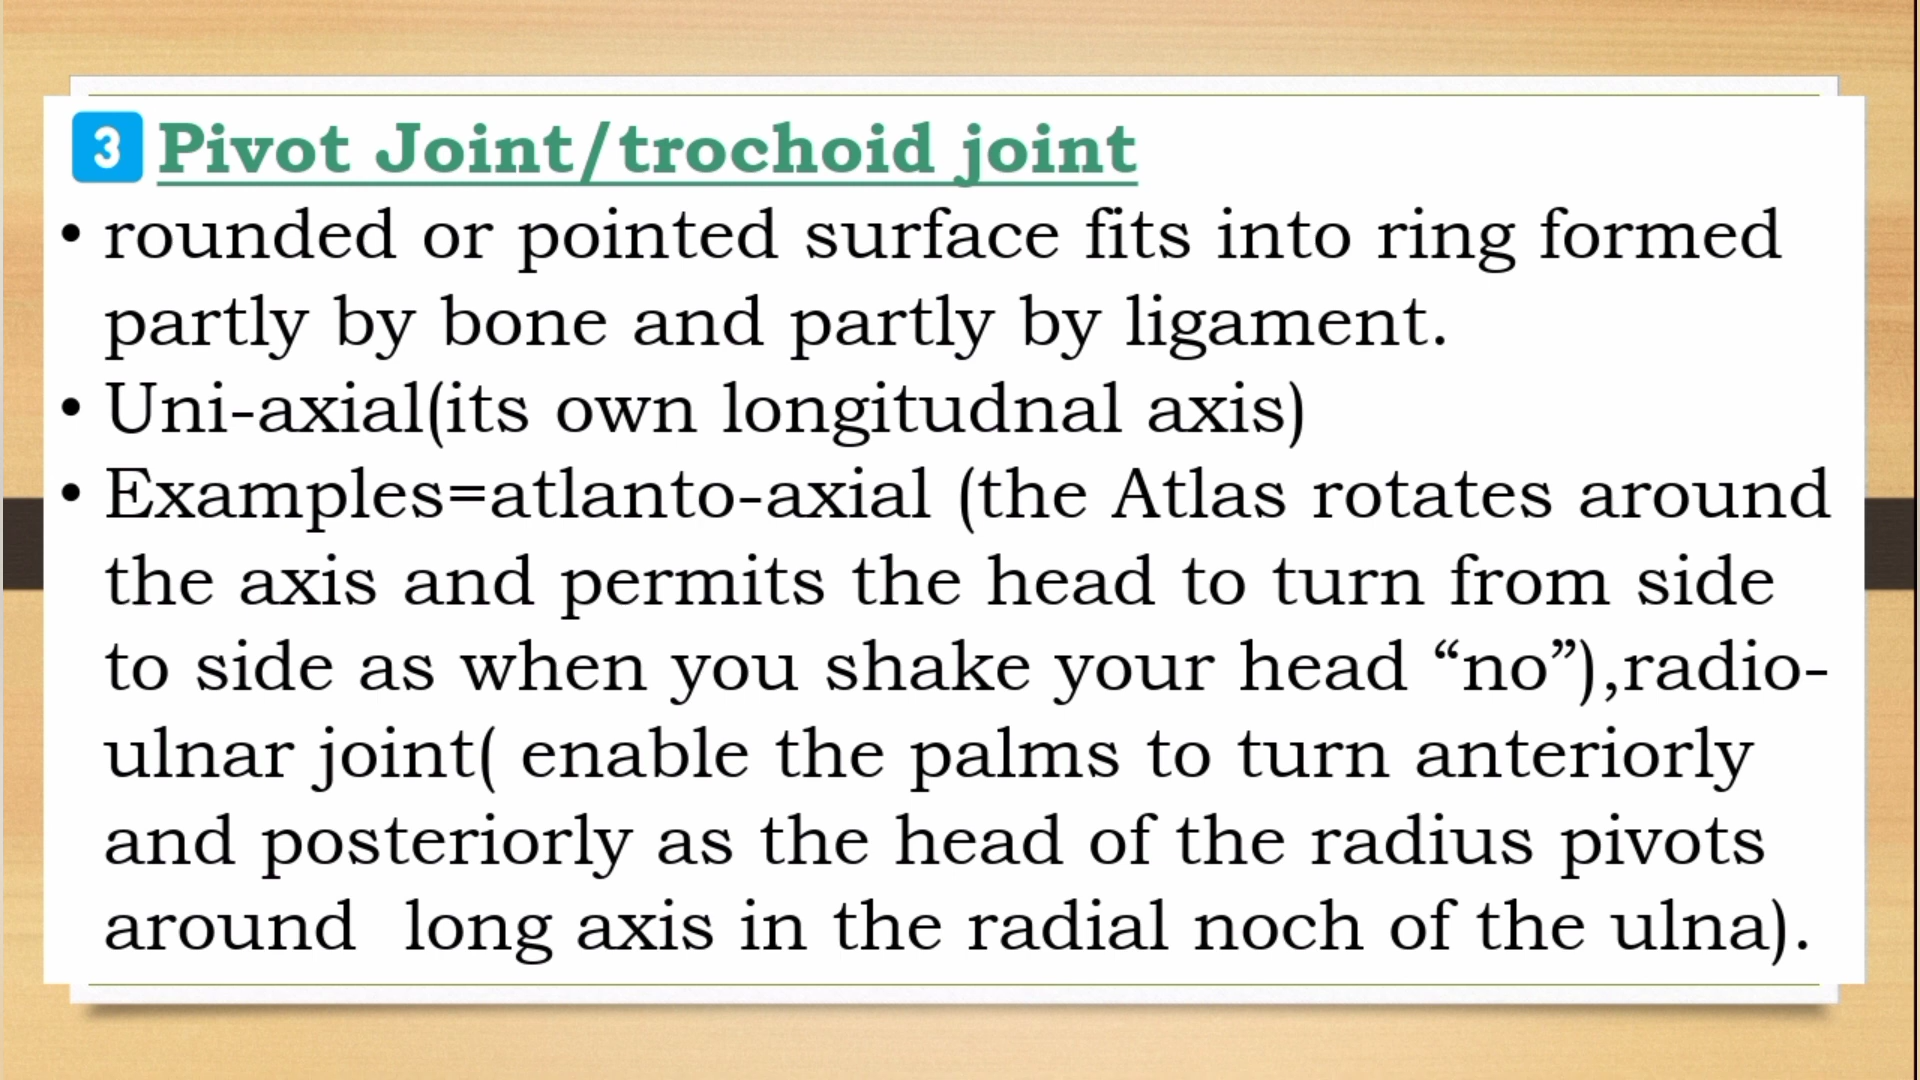 3 Pivot Joint/trochoid joint
• rounded or pointed surface fits into ring formed
partly by bone and partly by ligament.
• Uni-axial(its own longitudnal axis)
• Examples=atlanto-axial (the Atlas rotates around
the axis and permits the head to turn from side
to side as when you shake your head “no”),radio-
ulnar joint( enable the palms to turn anteriorly
and posteriorly as the head of the radius pivots
around  long axis in the radial noch of the ulna).